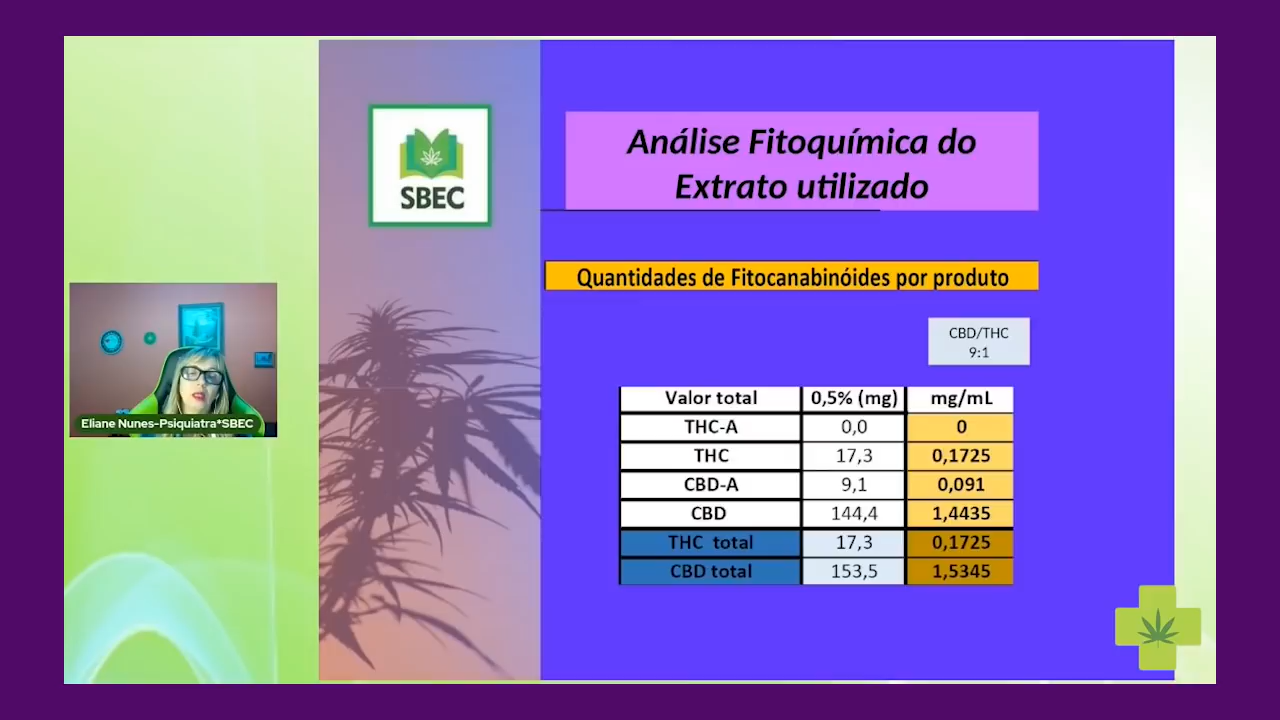 SBEC
Análise Fitoquímica do
Extrato utilizado
Quantidades de Fitocanabinóides por produto
CBD/THC
9:1
Valor total 0,5% (mg) mg/mL
THC-A 0,0 0
THC 17,3 0,1725
CBD-A 9,1 0,091
CBD 144,4 1,4435
THC total 17,3 0,1725
CBD total 153,5 1,5345
Eliane Nunes-Psiquiatra*SBEC